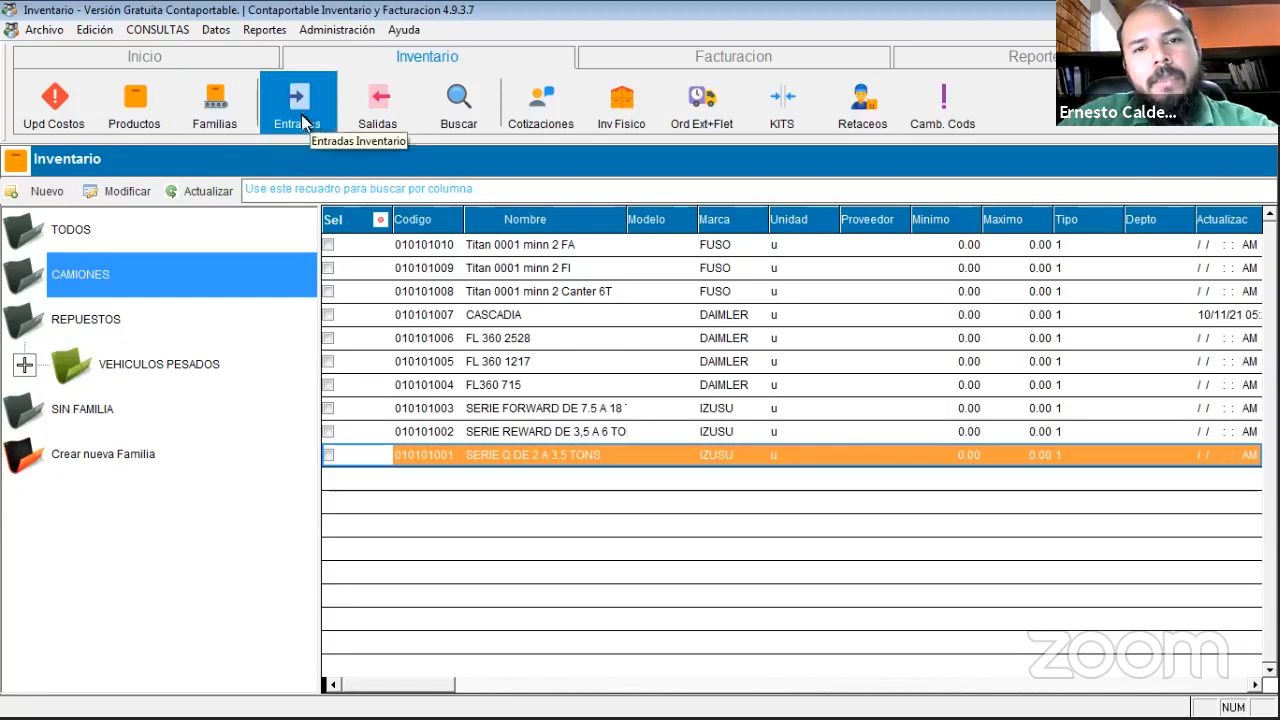 Inventario - Versión Gratuita Contaportable. | Contaportable Inventario y Facturacion 4.9.3.7
Archivo Edición CONSULTAS Datos Reportes Administración Ayuda
Inicio Inventario Facturacion
Upd Costos Productos Familias Salidas Buscar Cotizaciones Inv Fisico Ord Ext+Flet KITS Retaceos Camb. Cods
Ernesto Calde...
Entradas Inventario
Inventario
Nuevo Modificar Actualizar Use este recuadro para buscar por columna
TODOS
CAMIONES
REPUESTOS
VEHICULOS PESADOS
SIN FAMILIA
Crear nueva Familia
Sel Codigo Nombre Modelo Marca Unidad Proveedor Minimo Maximo Tipo Depto Actualizac
010101010 Titan 0001 minn 2 FA FUSO u 0.00 0.00 1 / / : : AM
010101009 Titan 0001 minn 2 FI FUSO u 0.00 0.00 1 / / : : AM
010101008 Titan 0001 minn 2 Canter 6T FUSO u 0.00 0.00 1 / / : : AM
010101007 CASCADIA DAIMLER u 0.00 0.00 1 10/11/21 05:
010101006 FL 360 2528 DAIMLER u 0.00 0.00 1 / / : : AM
010101005 FL 360 1217 DAIMLER u 0.00 0.00 1 / / : : AM
010101004 FL360 715 DAIMLER u 0.00 0.00 1 / / : : AM
010101003 SERIE FORWARD DE 7.5 A 18 IZUSU u 0.00 0.00 1 / / : : AM
010101002 SERIE REWARD DE 3,5 A 6 TO IZUSU u 0.00 0.00 1 / / : : AM
010101001 SERIE Q DE 2 A 3.5 TONS IZUSU u 0.00 0.00 1 / / : : AM
zoom
NUM